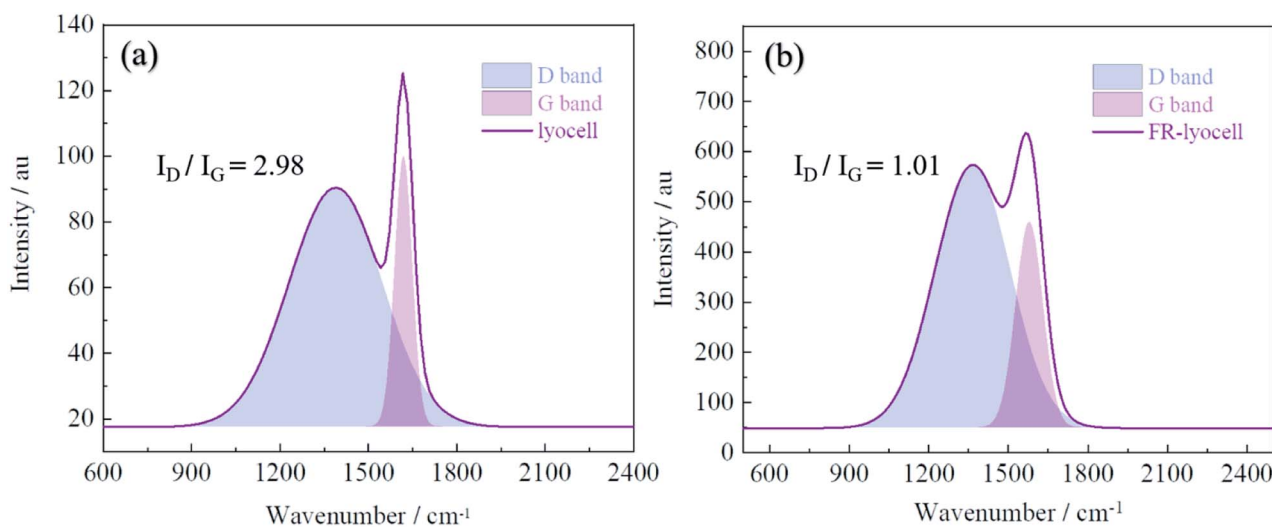 (a)
D band
G band
lyocell
I_D / I_G = 2.98
140
120
100
80
60
40
20
Intensity / au
600 900 1200 1500 1800 2100 2400
Wavenumber / cm⁻¹
(b)
D band
G band
FR-lyocell
I_D / I_G = 1.01
800
700
600
500
400
300
200
100
0
Intensity / au
600 900 1200 1500 1800 2100 2400
Wavenumber / cm⁻¹